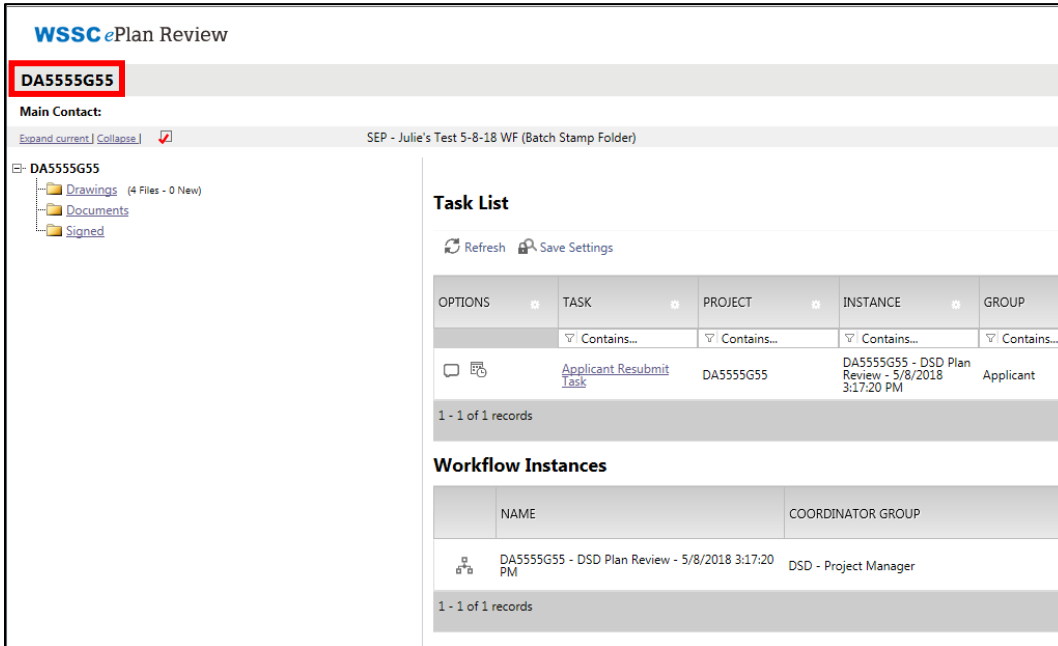 WSSC ePlan Review
DA5555G55
Main Contact:
Expand current | Collapse |
SEP - Julie's Test 5-8-18 WF (Batch Stamp Folder)
DA5555G55
Drawings (4 Files - 0 New)
Documents
Signed
Task List
Refresh Save Settings
OPTIONS TASK PROJECT INSTANCE GROUP
Contains... Contains... Contains... Contains...
Applicant Resubmit
Task
DA5555G55
DA5555G55 - DSD Plan
Review - 5/8/2018
3:17:20 PM
Applicant
1 - 1 of 1 records
Workflow Instances
NAME COORDINATOR GROUP
DA5555G55 - DSD Plan Review - 5/8/2018 3:17:20
PM
DSD - Project Manager
1 - 1 of 1 records